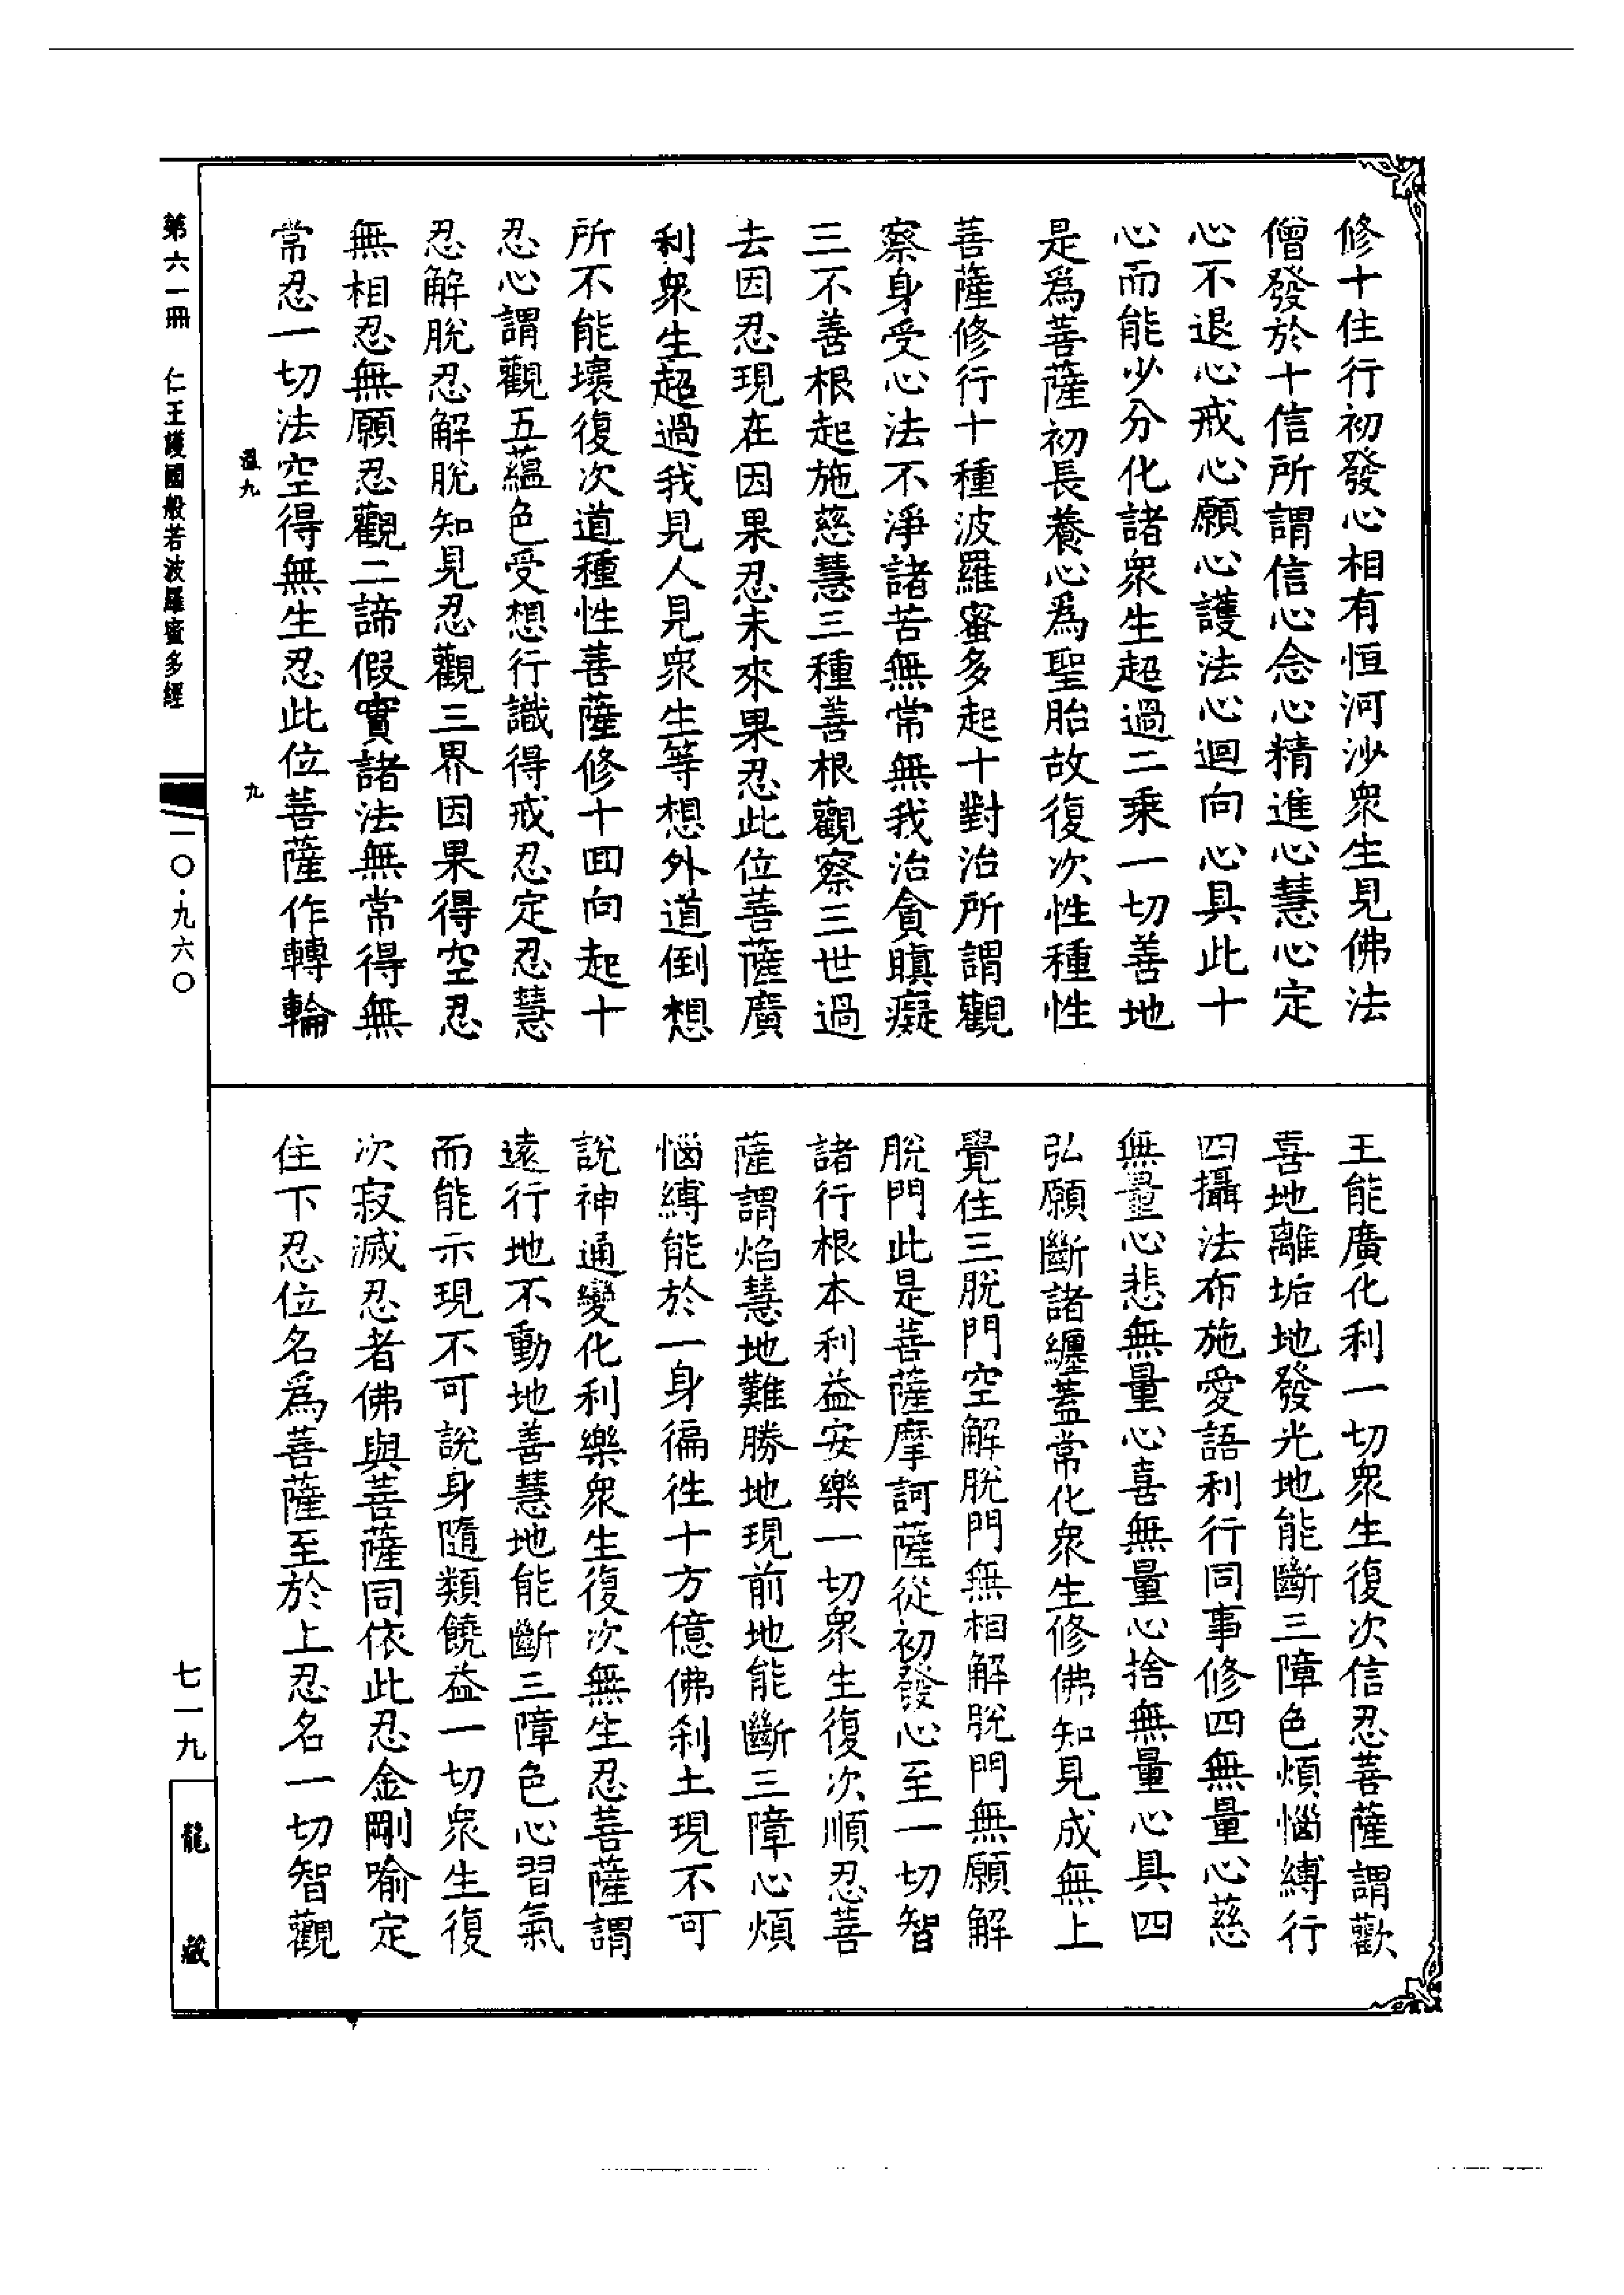 修十住行初發心相有恒河沙衆生見佛法
僧發於十信所謂信心念心精進心慧心定
心不退心戒心願心護法心迴向心具此十
心而能少分化諸衆生超過二乘一切善地
是爲菩薩初長養心爲聖胎故復次性種性
菩薩修行十種波羅蜜多起十對治所謂觀
察身受心法不淨諸苦無常無我治貪瞋癡
三不善根起施慈慧三種善根觀察三世過
去因忍現在因果忍未來果忍此位菩薩廣
利衆生超過我見人見衆生等想外道倒想
所不能壞復次道種性菩薩修十回向起十
忍心謂觀五蘊色受想行識得戒忍定忍慧
忍解脫忍解脫知見忍觀三界因果得空忍
無相忍無願忍觀二諦假實諸法無常得無
常忍一切法空得無生忍此位菩薩作轉輪
王能廣化利一切衆生復次信忍菩薩謂歡
喜地離垢地發光地能斷三障色煩惱縛行
四攝法布施愛語利行同事修四無量心慈
無量心悲無量心喜無量心捨無量心具四
弘願斷諸纏蓋常化衆生修佛知見成無上
覺住三脫門空解脫門無相解脫門無願解
脫門此是菩薩摩訶薩從初發心至一切智
諸行根本利益安樂一切衆生復次順忍菩
薩謂焰慧地難勝地現前地能斷三障心煩
惱縛能於一身徧徃十方億佛刹土現不可
說神通變化利樂衆生復次無生忍菩薩謂
遠行地不動地善慧地能斷三障色心習氣
而能示現不可說身隨類饒益一切衆生復
次寂滅忍者佛與菩薩同依此忍金剛喻定
住下忍位名爲菩薩至於上忍名一切智觀
九
九
第六一冊 仁王護國般若波羅蜜多經
一〇·九六〇
七一九
龍藏